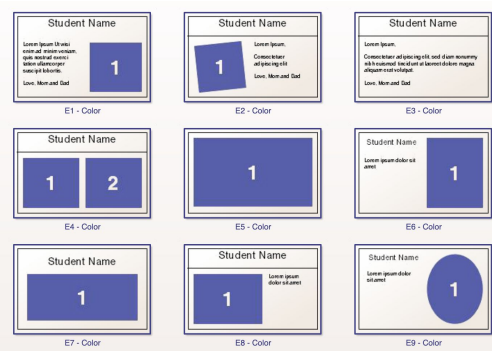 Student Name
Lorem Ipsum Ut wisi
enim ad minim veniam,
quis nostrud exerci
tation ullamcorper
suscipit lobortis.
Love, Mom and Dad
1
E1 - Color
Student Name
1
Lorem Ipsum,
Consectetuer
adipiscing elit
Love, Mom and Dad
E2 - Color
Student Name
Lorem Ipsum,
Consectetuer adipiscing elit, sed diam nonummy
nibh euismod tincidunt ut laoreet dolore magna
aliquam erat volutpat.
Love, Mom and Dad
E3 - Color
Student Name
1
2
E4 - Color
1
E5 - Color
Student Name
Lorem ipsum dolor sit
amet
1
E6 - Color
Student Name
1
E7 - Color
Student Name
1
Lorem ipsum
dolor sit amet
E8 - Color
Student Name
Lorem ipsum dolor
sit amet
1
E9 - Color